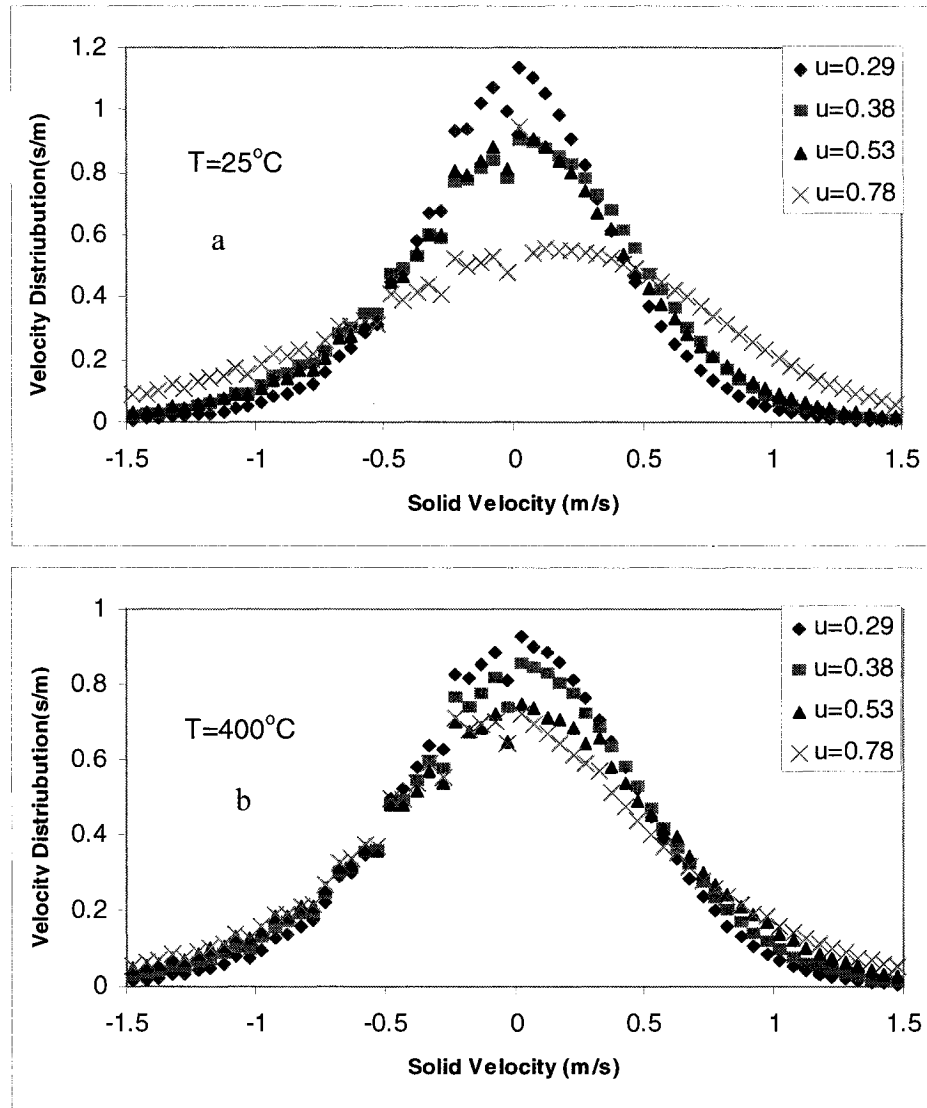 1.2
1
0.8
0.6
0.4
0.2
0
Velocity Distriubution(s/m)
T=25°C
a
u=0.29
u=0.38
u=0.53
u=0.78
-1.5 -1 -0.5 0 0.5 1 1.5
Solid Velocity (m/s)
1
0.8
0.6
0.4
0.2
0
Velocity Distriubution(s/m)
T=400°C
b
u=0.29
u=0.38
u=0.53
u=0.78
-1.5 -1 -0.5 0 0.5 1 1.5
Solid Velocity (m/s)